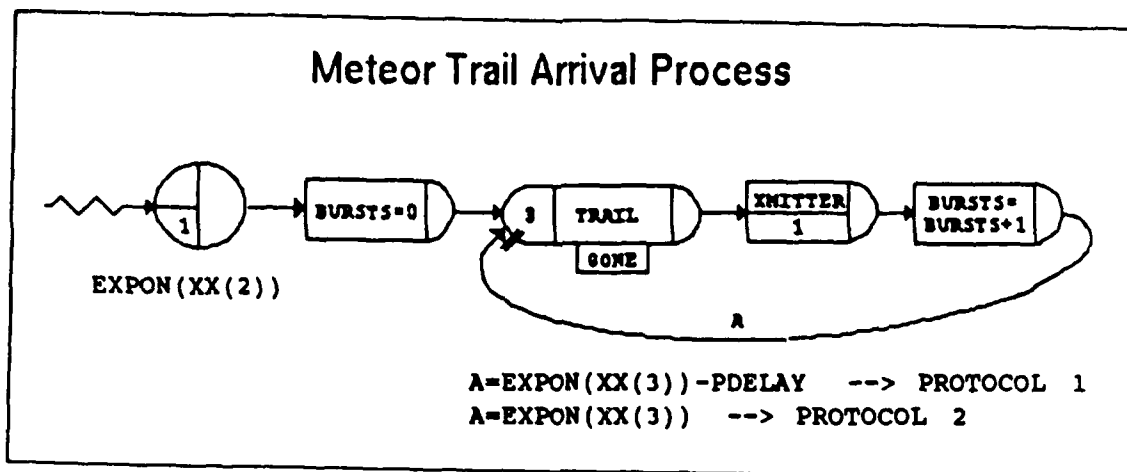 Meteor Trail Arrival Process
1
EXPON(XX(2))
BURSTS=0
3
TRAIL
GONE
XMITTER
1
BURSTS=
BURSTS+1
A
A=EXPON(XX(3))-PDELAY --> PROTOCOL 1
A=EXPON(XX(3)) --> PROTOCOL 2